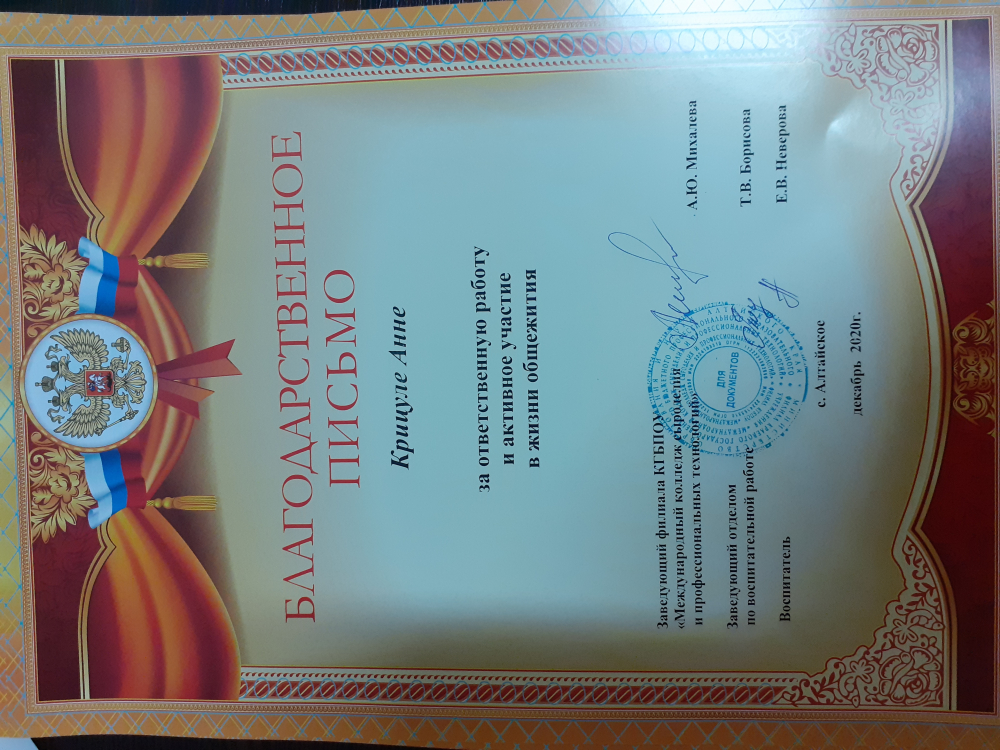 БЛАГОДАРСТВЕННОЕ
ПИСЬМО
Крицуле Анне
за ответственную работу
и активное участие
в жизни общежития
Заведующий филиала КГБПОУ
«Международный колледж сыроделия
и профессиональных технологий»
А.Ю. Михалева
Заведующий отделом
по воспитательной работе
Т.В. Борисова
Воспитатель
Е.В. Неверова
ДЛЯ
ДОКУМЕНТОВ
с. Алтайское
декабрь 2020г.